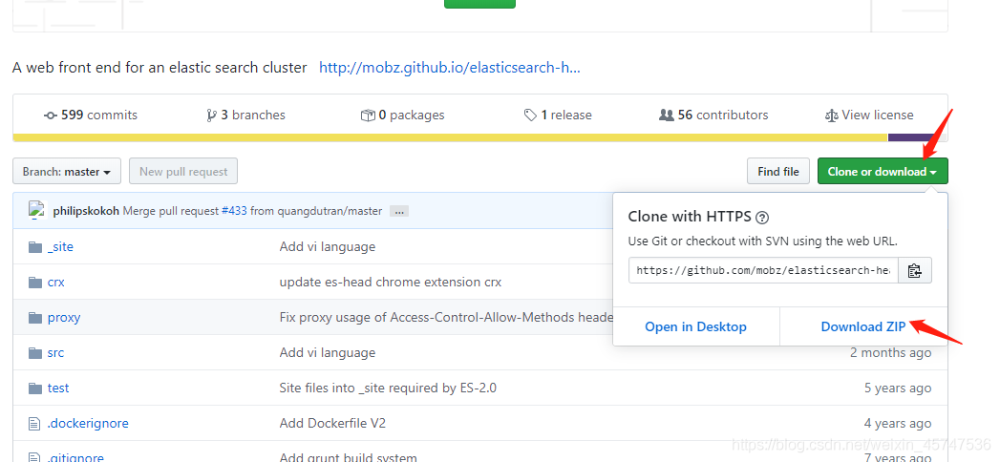 A web front end for an elastic search cluster http://mobz.github.io/elasticsearch-h...
599 commits 3 branches 0 packages 1 release 56 contributors View license
Branch: master New pull request Find file Clone or download
philipskokoh Merge pull request #433 from quangdutran/master ...
Clone with HTTPS ?
Use Git or checkout with SVN using the web URL.
https://github.com/mobz/elasticsearch-hea
Open in Desktop Download ZIP
_site Add vi language
crx update es-head chrome extension crx
proxy Fix proxy usage of Access-Control-Allow-Methods heade
src Add vi language 2 months ago
test Site files into _site required by ES-2.0 5 years ago
.dockerignore Add Dockerfile V2 4 years ago
.gitignore Add grunt build system 7 years ago
https://blog.csdn.net/weixin_45747536